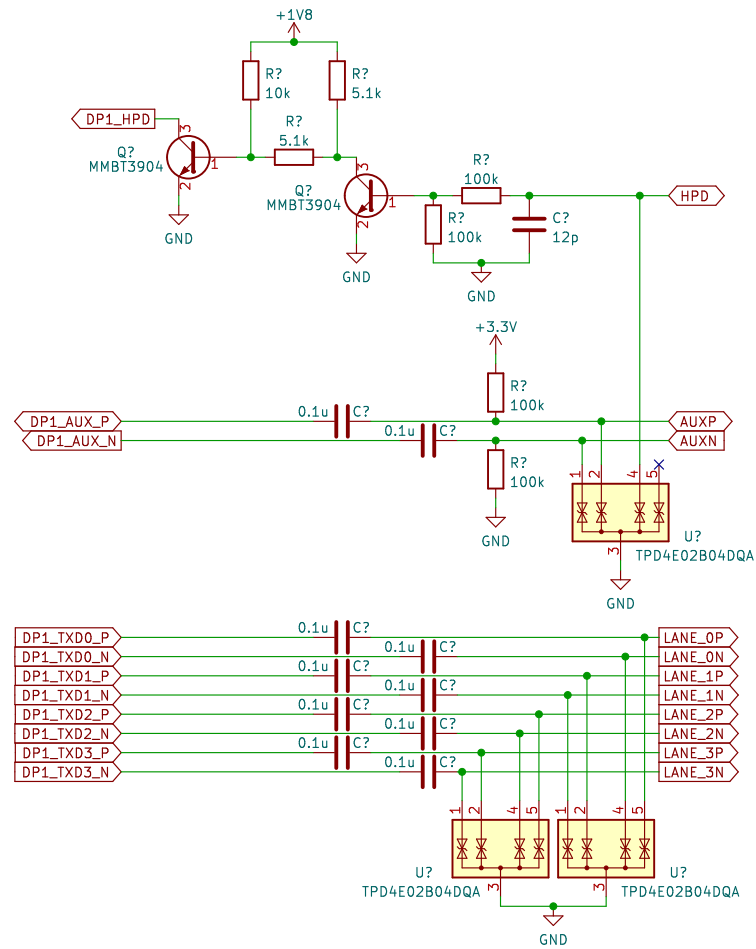 +1V8
R?
10k
R?
5.1k
DP1_HPD
3
R?
5.1k
Q?
MMBT3904
1
2
GND
3
Q?
MMBT3904
1
2
GND
R?
100k
HPD
R?
100k
C?
12p
GND
+3.3V
R?
100k
DP1_AUX_P
0.1u
C?
AUXP
DP1_AUX_N
0.1u
C?
AUXN
R?
100k
GND
1
2
4
5
3
U?
TPD4E02B04DQA
GND
DP1_TXD0_P
0.1u
C?
LANE_0P
DP1_TXD0_N
0.1u
C?
LANE_0N
DP1_TXD1_P
0.1u
C?
LANE_1P
DP1_TXD1_N
0.1u
C?
LANE_1N
DP1_TXD2_P
0.1u
C?
LANE_2P
DP1_TXD2_N
0.1u
C?
LANE_2N
DP1_TXD3_P
0.1u
C?
LANE_3P
DP1_TXD3_N
0.1u
C?
LANE_3N
1
2
4
5
1
2
4
5
3
U?
TPD4E02B04DQA
3
U?
TPD4E02B04DQA
GND